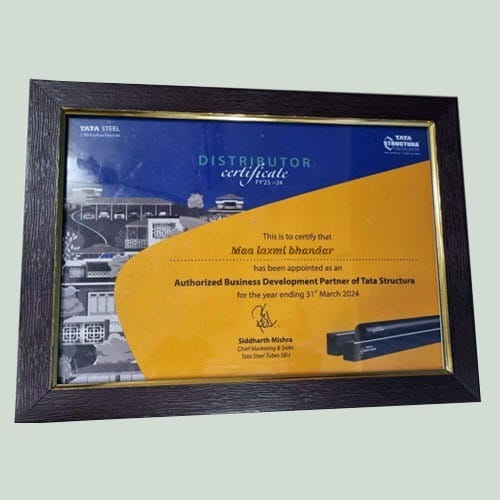 TATA STEEL
#WeAlsoMakeTomorrow
TATA
STRUCTURA
DISTRIBUTOR
certificate
FY'23 –24
This is to certify that
Maa laxmi bhandar
has been appointed as an
Authorized Business Development Partner of Tata Structura
for the year ending 31st March 2024
Siddharth Mishra
Chief Marketing & Sales
Tata Steel Tubes SBU